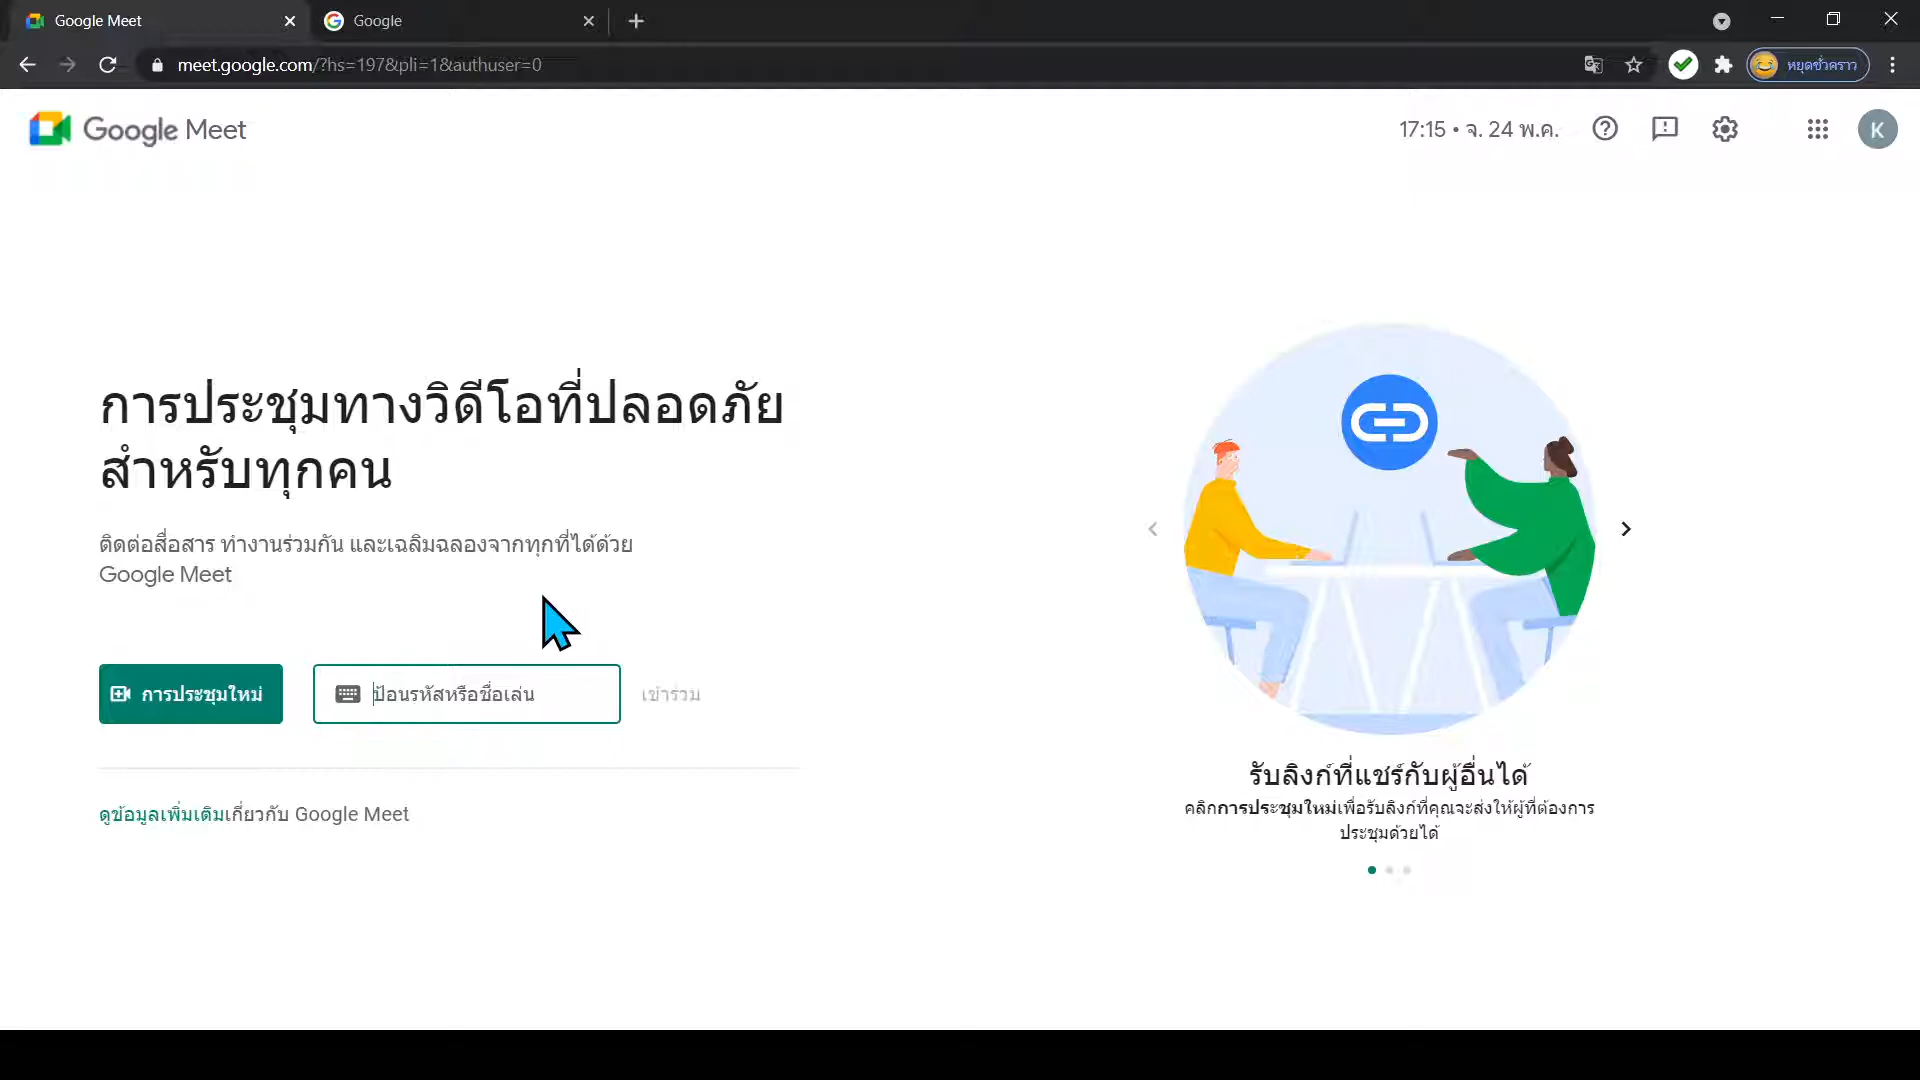 Google Meet
Google
meet.google.com/?hs=197&pli=1&authuser=0
หยุดชั่วคราว
Google Meet
17:15 • จ. 24 พ.ค.
K
การประชุมทางวิดีโอที่ปลอดภัย
สำหรับทุกคน
ติดต่อสื่อสาร ทำงานร่วมกัน และเฉลิมฉลองจากทุกที่ได้ด้วย
Google Meet
การประชุมใหม่
ป้อนรหัสหรือชื่อเล่น
เข้าร่วม
ดูข้อมูลเพิ่มเติมเกี่ยวกับ Google Meet
รับลิงก์ที่แชร์กับผู้อื่นได้
คลิกการประชุมใหม่เพื่อรับลิงก์ที่คุณจะส่งให้ผู้ที่ต้องการ
ประชุมด้วยได้